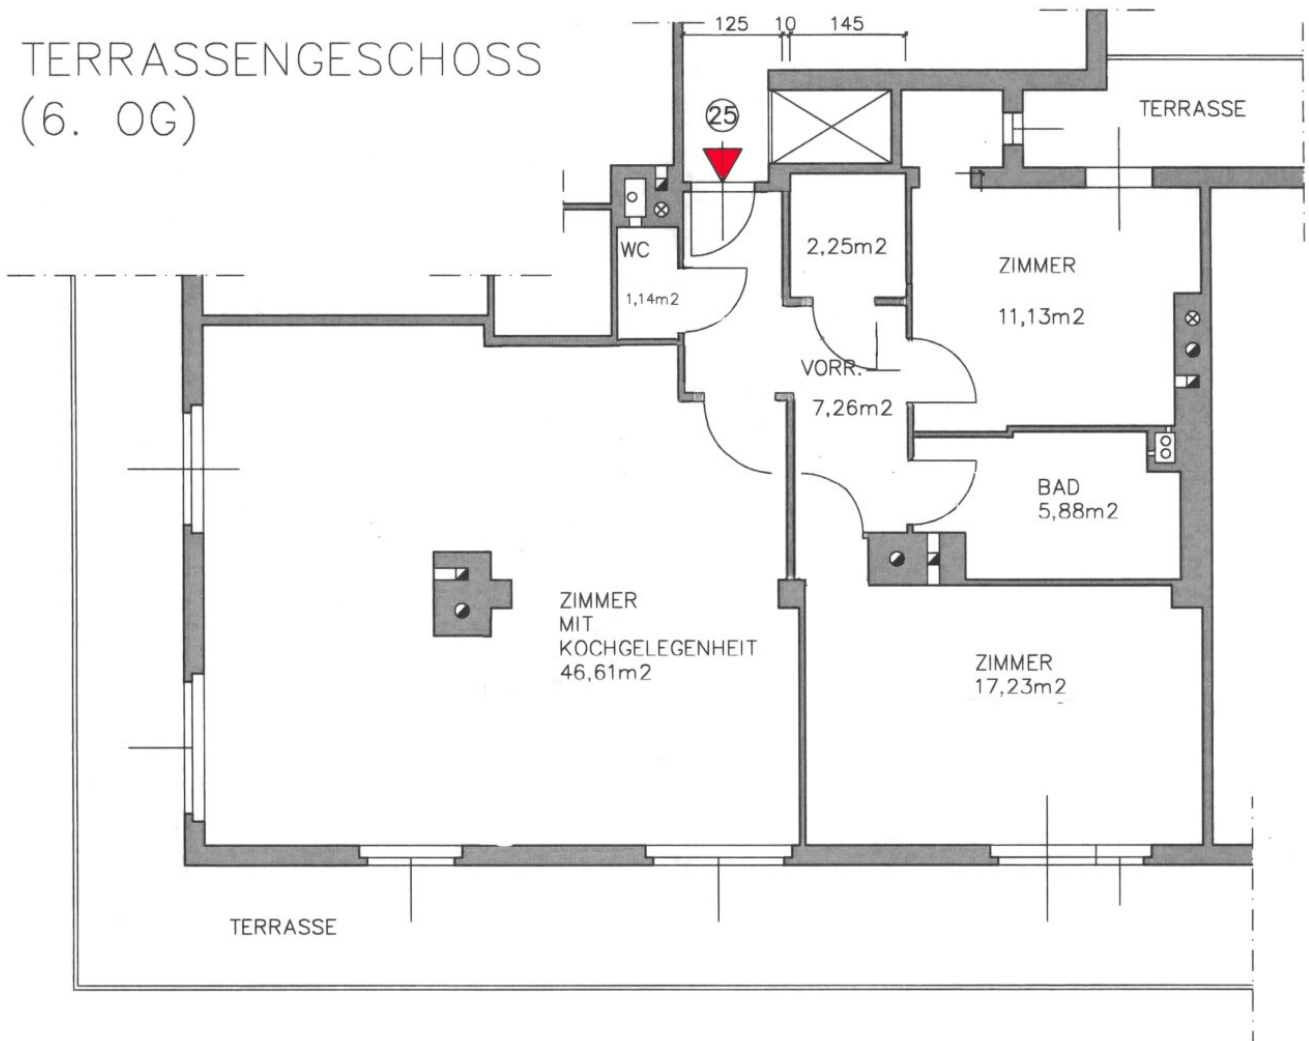 TERRASSENGESCHOSS
(6. OG)
125 10 145
25
TERRASSE
WC
1,14m2
2,25m2
ZIMMER
11,13m2
VORR.
7,26m2
BAD
5,88m2
ZIMMER
MIT
KOCHGELEGENHEIT
46,61m2
ZIMMER
17,23m2
TERRASSE